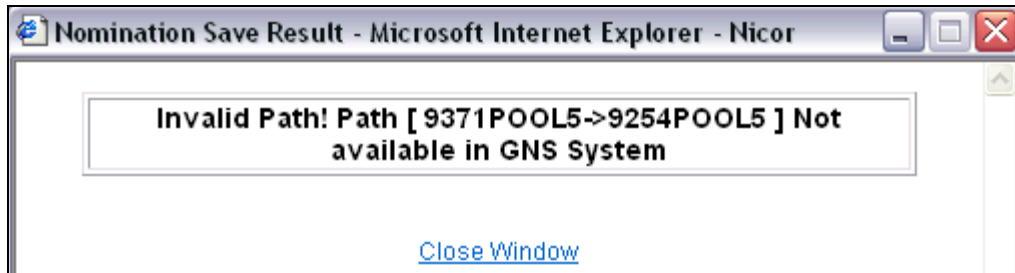 Nomination Save Result - Microsoft Internet Explorer - Nicor
Invalid Path! Path [ 9371POOL5->9254POOL5 ] Not
available in GNS System
Close Window